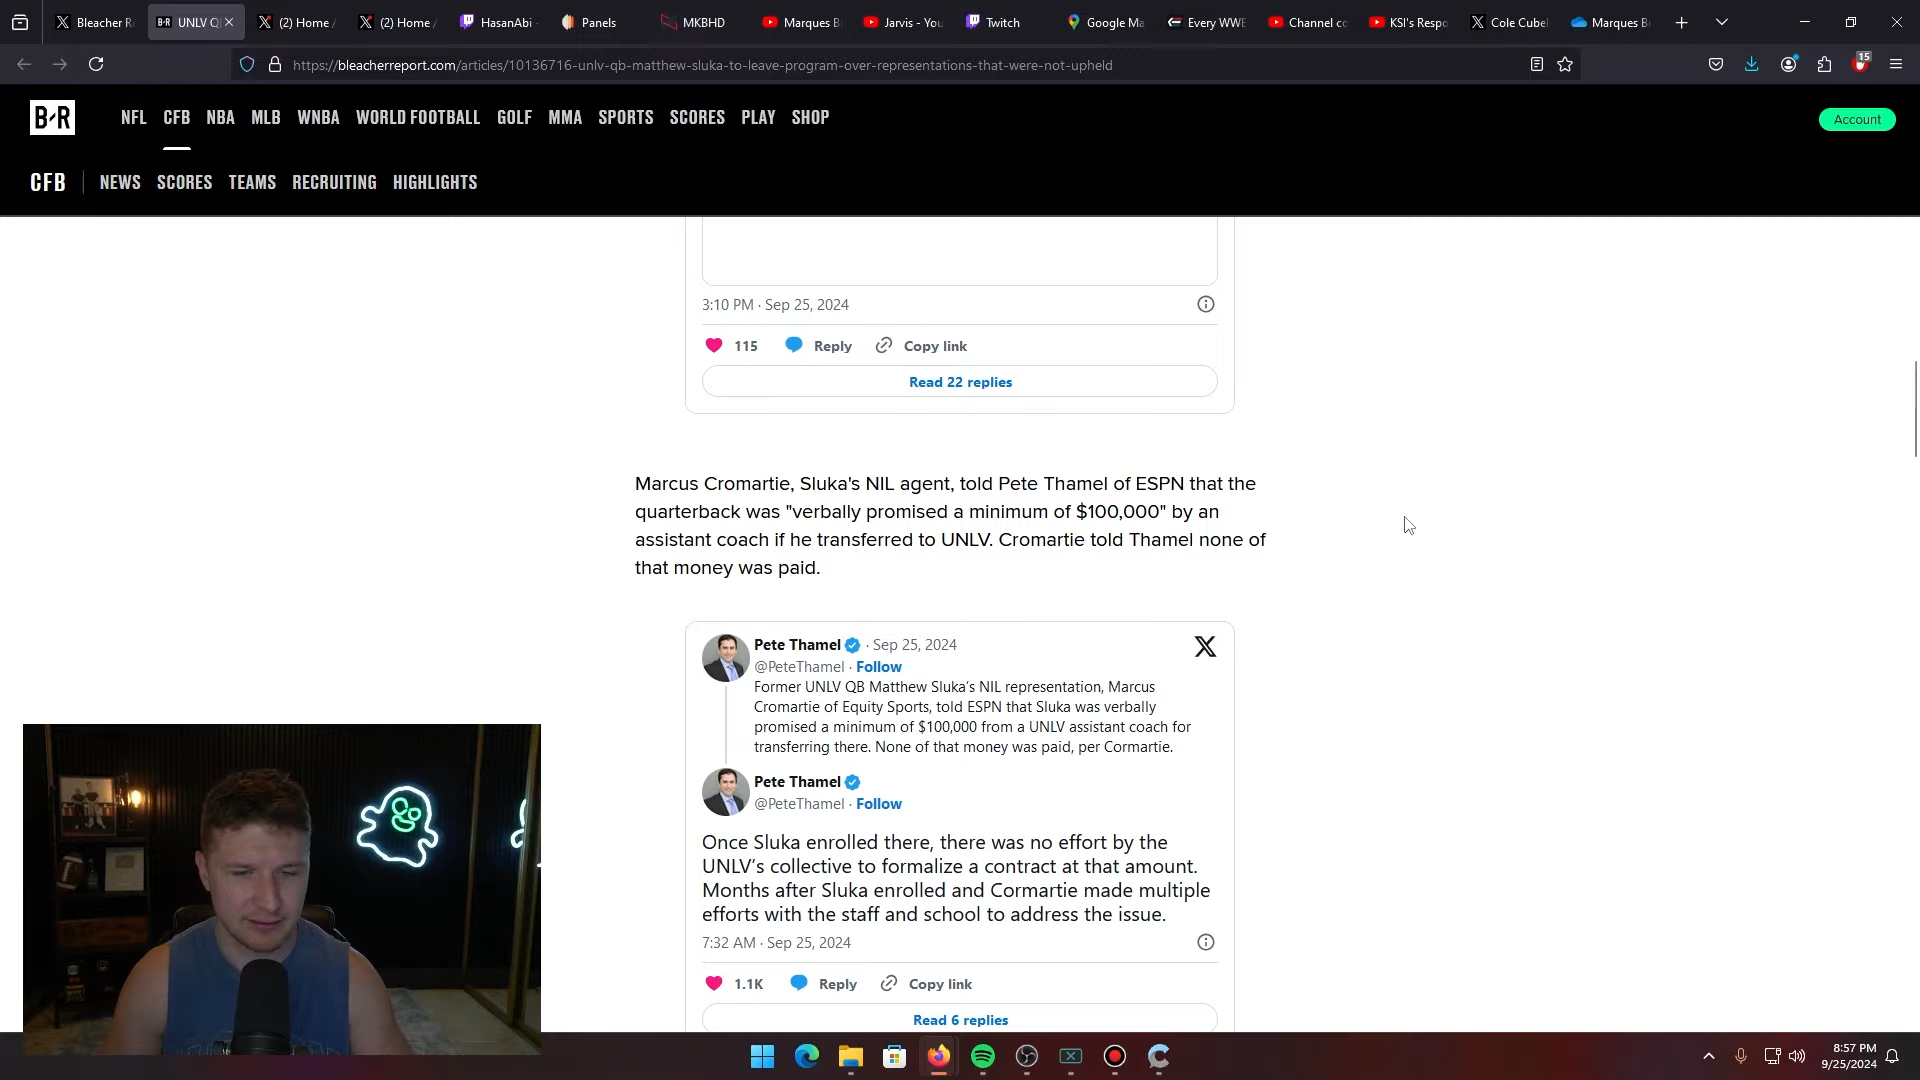 Bleacher Re
B-R UNLV Q
(2) Home /
(2) Home /
HasanAbi -
Panels
MKBHD
Marques B
Jarvis - You
Twitch
Google Ma
Every WWE
Channel co
KSI's Respo
Cole Cubel
Marques B
https://bleacherreport.com/articles/10136716-unlv-qb-matthew-sluka-to-leave-program-over-representations-that-were-not-upheld
15
B-R NFL CFB NBA MLB WNBA WORLD FOOTBALL GOLF MMA SPORTS SCORES PLAY SHOP
Account
CFB NEWS SCORES TEAMS RECRUITING HIGHLIGHTS
3:10 PM · Sep 25, 2024
115 Reply Copy link
Read 22 replies
Marcus Cromartie, Sluka's NIL agent, told Pete Thamel of ESPN that the
quarterback was "verbally promised a minimum of $100,000" by an
assistant coach if he transferred to UNLV. Cromartie told Thamel none of
that money was paid.
Pete Thamel · Sep 25, 2024
@PeteThamel · Follow
Former UNLV QB Matthew Sluka's NIL representation, Marcus
Cromartie of Equity Sports, told ESPN that Sluka was verbally
promised a minimum of $100,000 from a UNLV assistant coach for
transferring there. None of that money was paid, per Cormartie.
Pete Thamel
@PeteThamel · Follow
Once Sluka enrolled there, there was no effort by the
UNLV's collective to formalize a contract at that amount.
Months after Sluka enrolled and Cormartie made multiple
efforts with the staff and school to address the issue.
7:32 AM · Sep 25, 2024
1.1K Reply Copy link
Read 6 replies
8:57 PM
9/25/2024